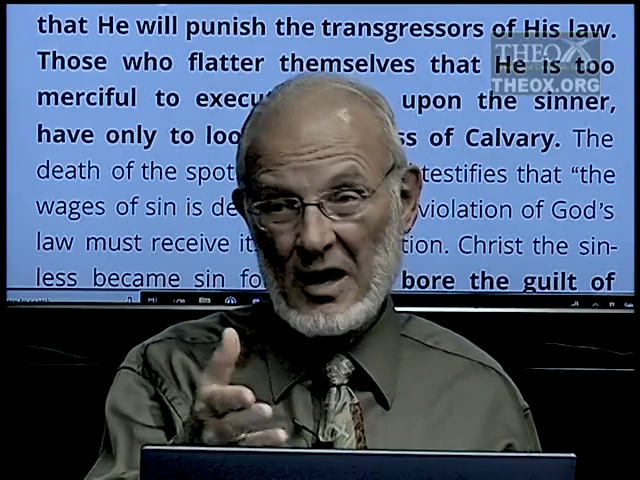 that He will punish the transgressors of His law.
Those who flatter themselves that He is too
merciful to execu upon the sinner,
have only to loo ss of Calvary. The
death of the spot testifies that “the
wages of sin is de violation of God’s
law must receive it tion. Christ the sin-
less became sin fo bore the guilt of
THEOX
THEOX.ORG